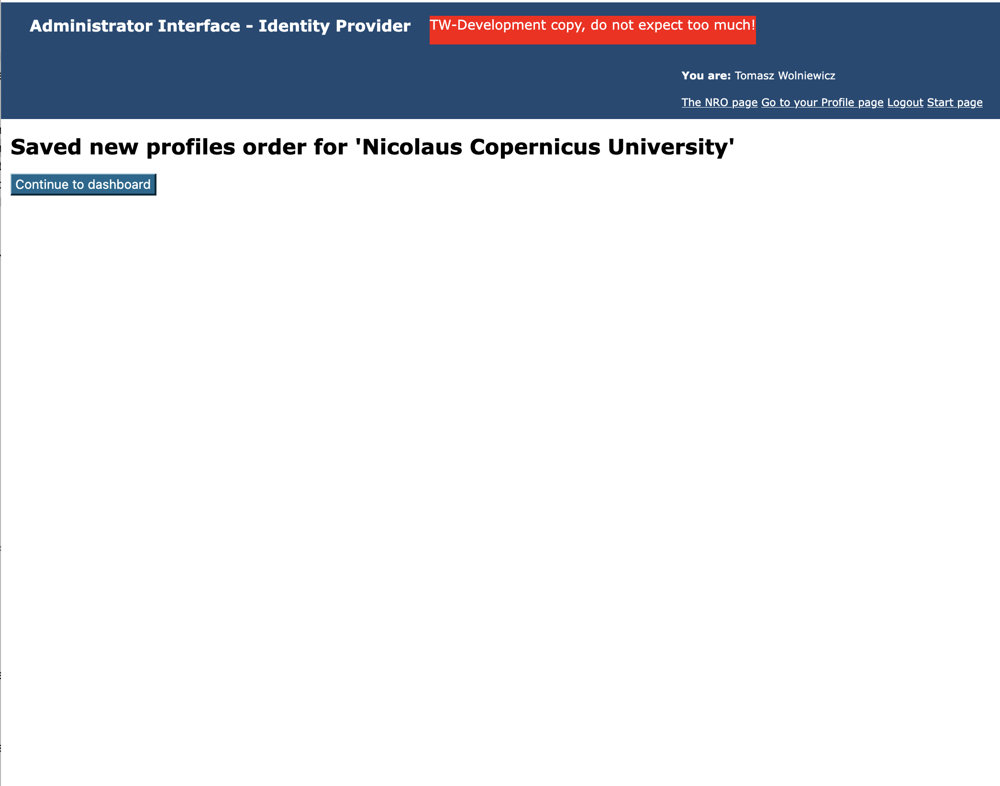 Administrator Interface - Identity Provider
TW-Development copy, do not expect too much!
You are: Tomasz Wolniewicz
The NRO page Go to your Profile page Logout Start page
Saved new profiles order for 'Nicolaus Copernicus University'
Continue to dashboard